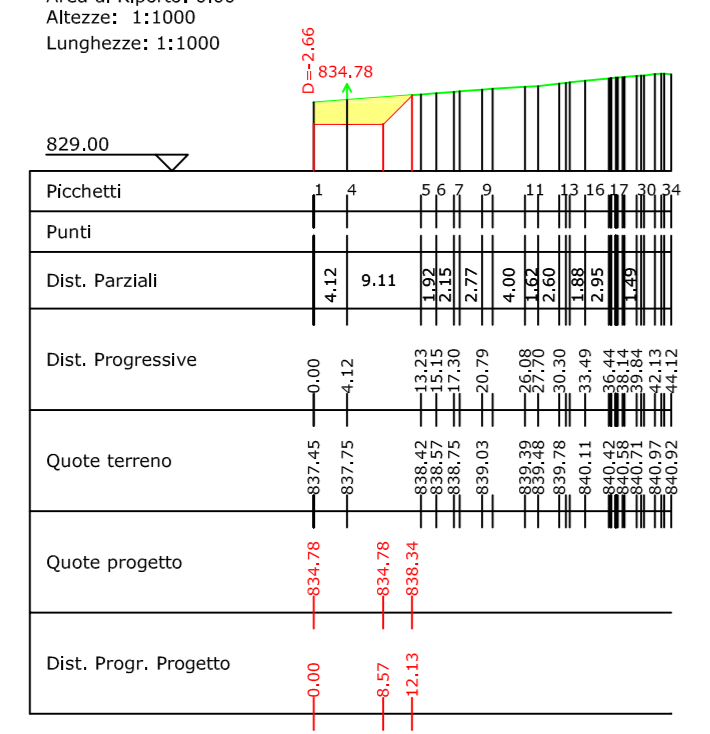 Area di Riporto: 0.00
Altezze: 1:1000
Lunghezze: 1:1000
D=-2.66
834.78
829.00
Picchetti 1 4 5 6 7 9 11 13 16 17 30 34
Punti
Dist. Parziali 4.12 9.11 1.92 2.15 2.77 4.00 1.62 2.60 1.88 2.95 1.49
Dist. Progressive 0.00 4.12 13.23 15.15 17.30 20.79 26.08 27.70 30.30 33.49 36.44 38.14 39.84 42.13 44.12
Quote terreno 837.45 837.75 838.42 838.57 838.75 839.03 839.39 839.48 839.78 840.11 840.42 840.58 840.71 840.97 840.92
Quote progetto 834.78 834.78 838.34
Dist. Progr. Progetto 0.00 8.57 12.13